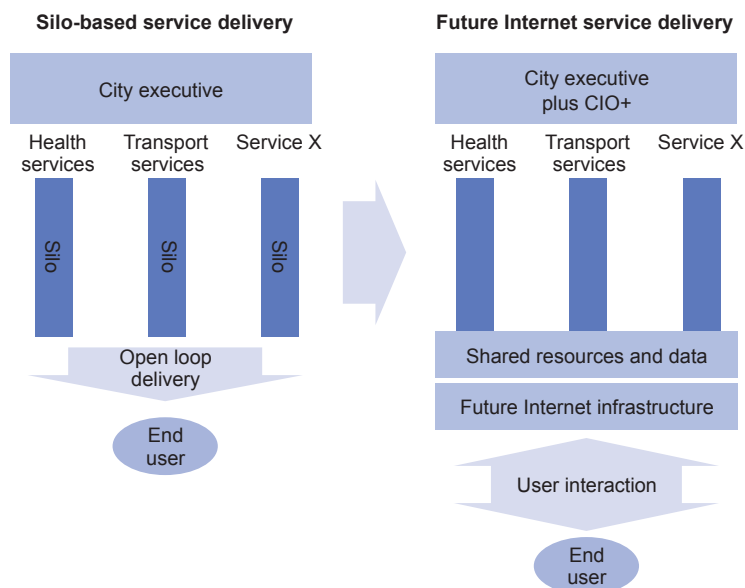 Silo-based service delivery
City executive
Health
services
Transport
services
Service X
Silo
Silo
Silo
Open loop
delivery
End
user
Future Internet service delivery
City executive
plus CIO+
Health
services
Transport
services
Service X
Shared resources and data
Future Internet infrastructure
User interaction
End
user